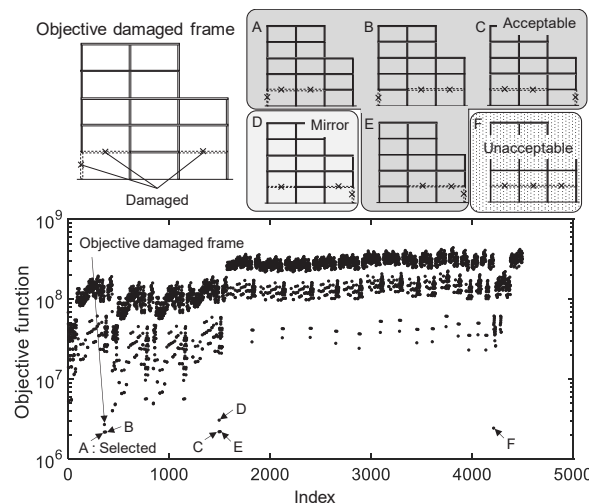 Objective damaged frame
Damaged
A
B
C
Acceptable
D
Mirror
E
F
Unacceptable
10^9
10^8
10^7
10^6
Objective function
Objective damaged frame
A : Selected
B
C
D
E
F
0
1000
2000
3000
4000
5000
Index